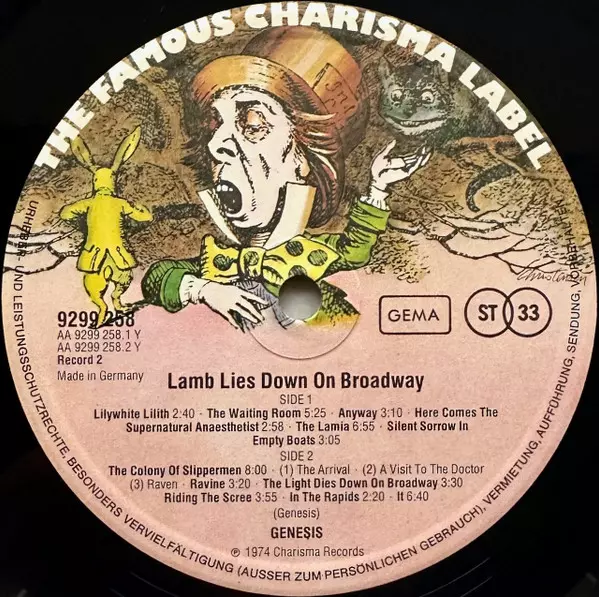 THE FAMOUS CHARISMA LABEL
9299 258
AA 9299 258.1 Y
AA 9299 258.2 Y
Record 2
Made in Germany
GEMA
ST 33
Lamb Lies Down On Broadway
SIDE 1
Lilywhite Lilith 2:40 · The Waiting Room 5:25 · Anyway 3:10 · Here Comes The
Supernatural Anaesthetist 2:58 · The Lamia 6:55 · Silent Sorrow In
Empty Boats 3:05
SIDE 2
The Colony Of Slippermen 8:00 · (1) The Arrival · (2) A Visit To The Doctor
(3) Raven · Ravine 3:20 · The Light Dies Down On Broadway 3:30
Riding The Scree 3:55 · In The Rapids 2:20 · It 6:40
(Genesis)
GENESIS
℗ 1974 Charisma Records
URHEBER- UND LEISTUNGSSCHUTZRECHTE, BESONDERS VERVIELFÄLTIGUNG (AUSSER ZUM PERSÖNLICHEN GEBRAUCH), VERMIETUNG, AUFFÜHRUNG, SENDUNG, VORBEHALTEN